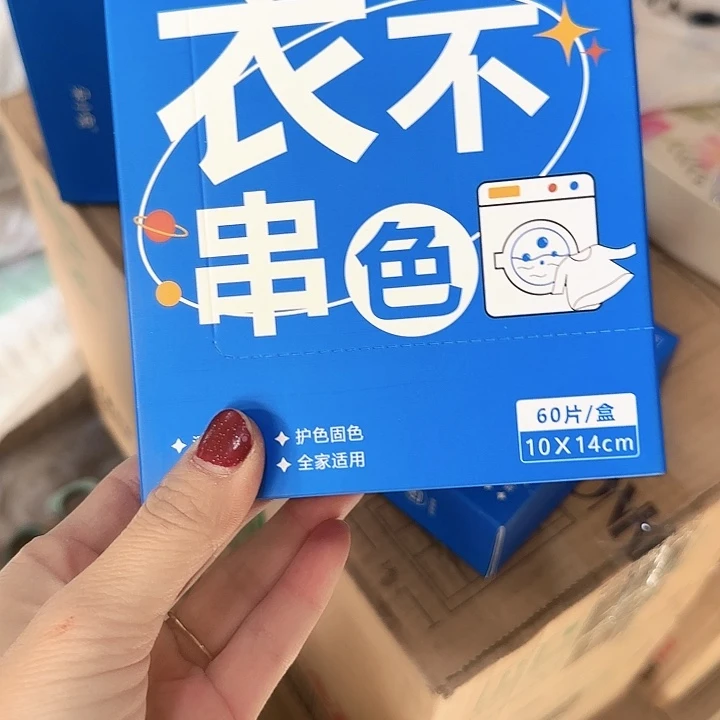 衣不
串色
护色固色
全家适用
60片/盒
10X14cm